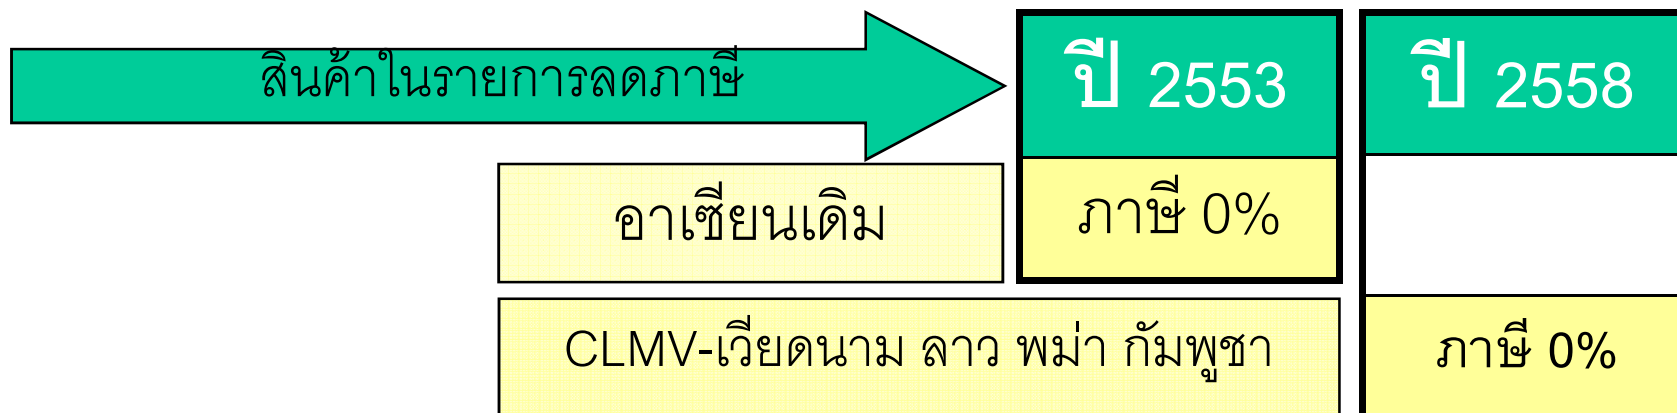 สินค้าในรายการลดภาษี
ปี 2553
ปี 2558
อาเซียนเดิม
ภาษี 0%
CLMV-เวียดนาม ลาว พม่า กัมพูชา
ภาษี 0%